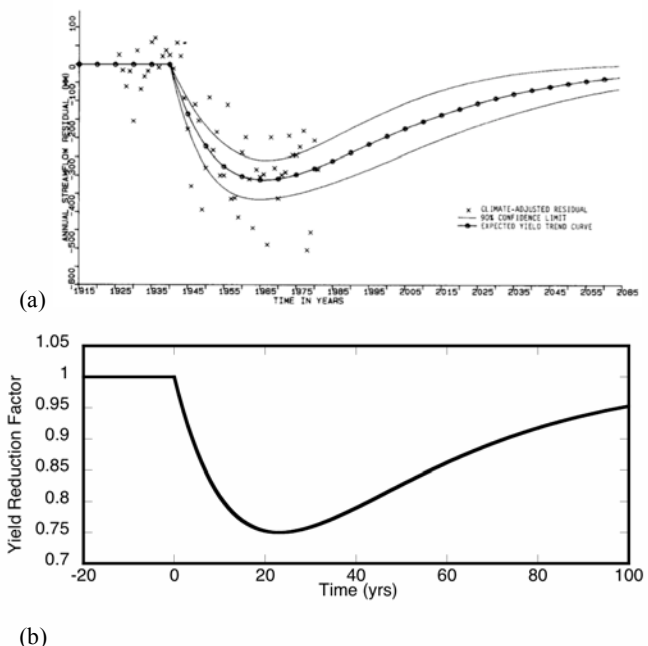 100
0
-100
-200
-300
-400
-500
-600
ANNUAL STREAMFLOW RESIDUAL (MM)
× CLIMATE-ADJUSTED RESIDUAL
90% CONFIDENCE LIMIT
EXPECTED YIELD TREND CURVE
1915 1925 1935 1945 1955 1965 1975 1985 1995 2005 2015 2025 2035 2045 2055 2065
TIME IN YEARS
(a)
1.05
1
0.95
0.9
0.85
0.8
0.75
0.7
Yield Reduction Factor
-20 0 20 40 60 80 100
Time (yrs)
(b)